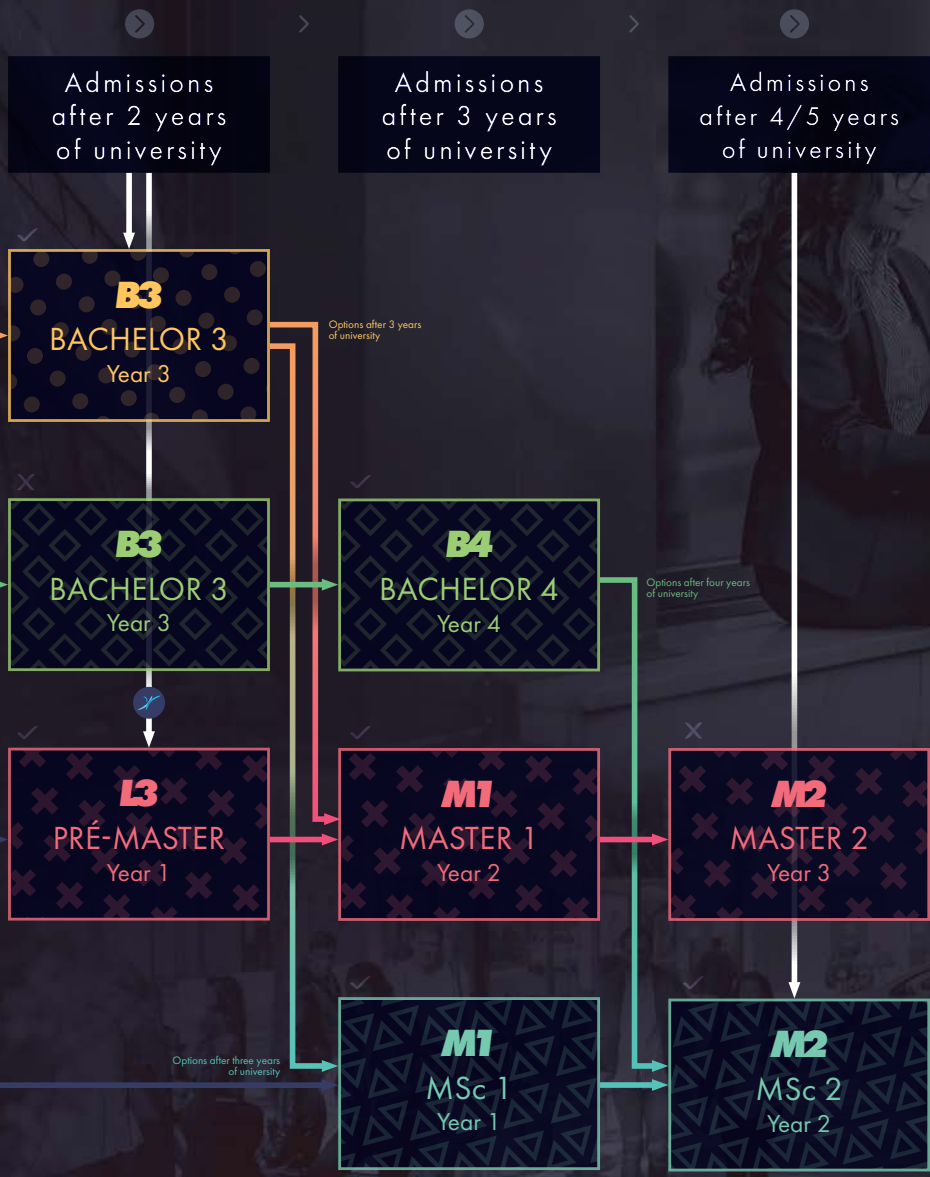 Admissions
after 2 years
of university
Admissions
after 3 years
of university
Admissions
after 4/5 years
of university
B3
BACHELOR 3
Year 3
Options after 3 years
of university
B3
BACHELOR 3
Year 3
B4
BACHELOR 4
Year 4
Options after four years
of university
L3
PRÉ-MASTER
Year 1
M1
MASTER 1
Year 2
M2
MASTER 2
Year 3
Options after three years
of university
M1
MSc 1
Year 1
M2
MSc 2
Year 2